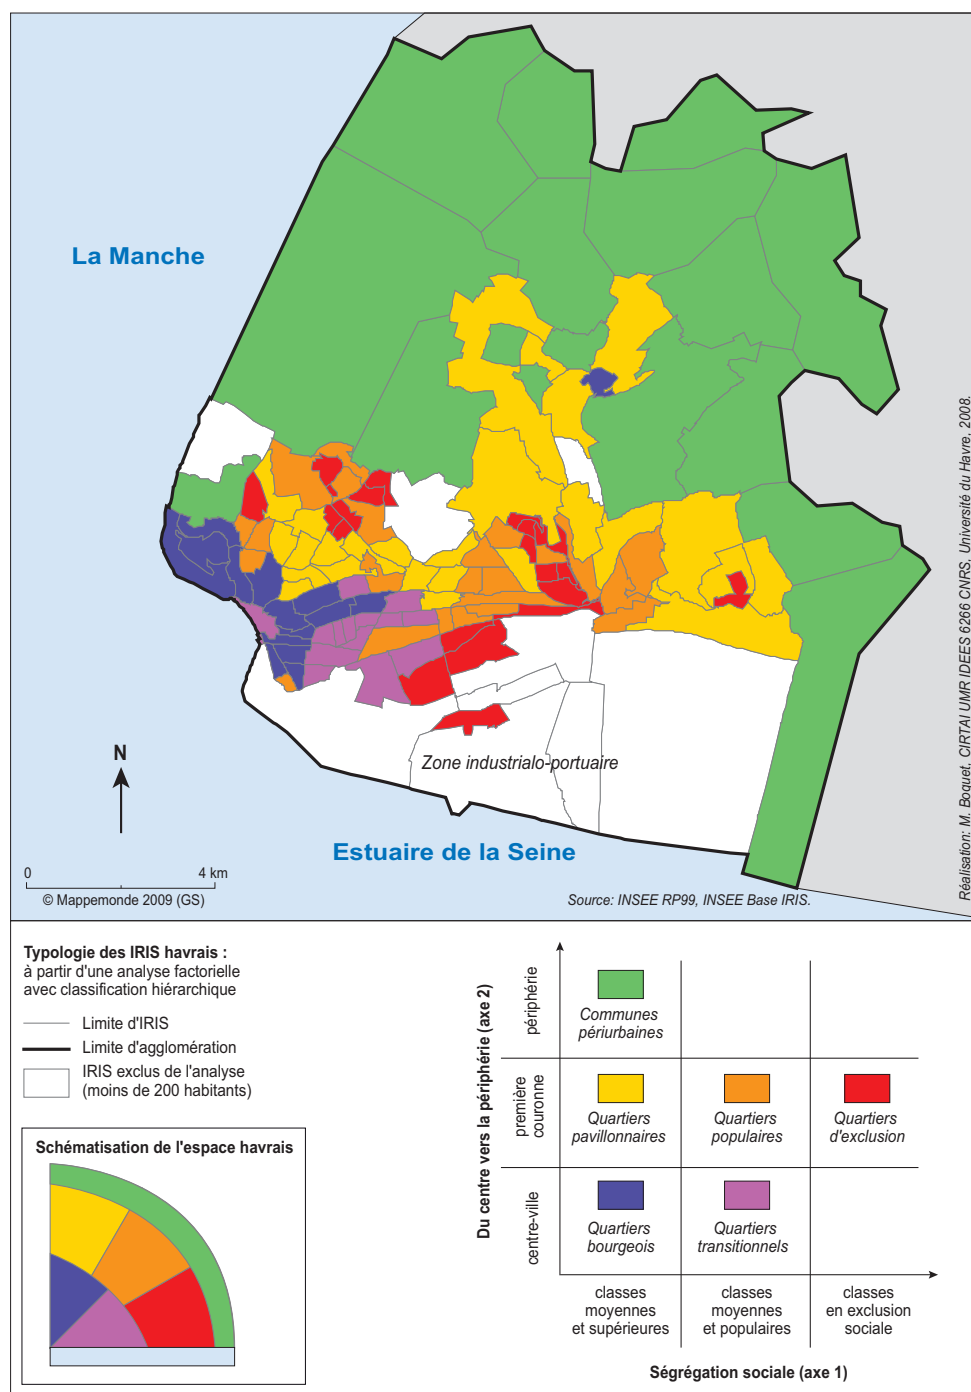 La Manche
N
Zone industrialo-portuaire
Estuaire de la Seine
0 4 km
© Mappemonde 2009 (GS)
Source: INSEE RP99, INSEE Base IRIS.
Réalisation: M. Boquet, CIRTAI UMR IDEES 6266 CNRS, Université du Havre, 2008.
Typologie des IRIS havrais :
à partir d'une analyse factorielle
avec classification hiérarchique
Limite d'IRIS
Limite d'agglomération
IRIS exclus de l'analyse
(moins de 200 habitants)
Schématisation de l'espace havrais
Du centre vers la périphérie (axe 2)
périphérie
première
couronne
centre-ville
Communes
périurbaines
Quartiers
pavillonnaires
Quartiers
populaires
Quartiers
d'exclusion
Quartiers
bourgeois
Quartiers
transitionnels
classes
moyennes
et supérieures
classes
moyennes
et populaires
classes
en exclusion
sociale
Ségrégation sociale (axe 1)